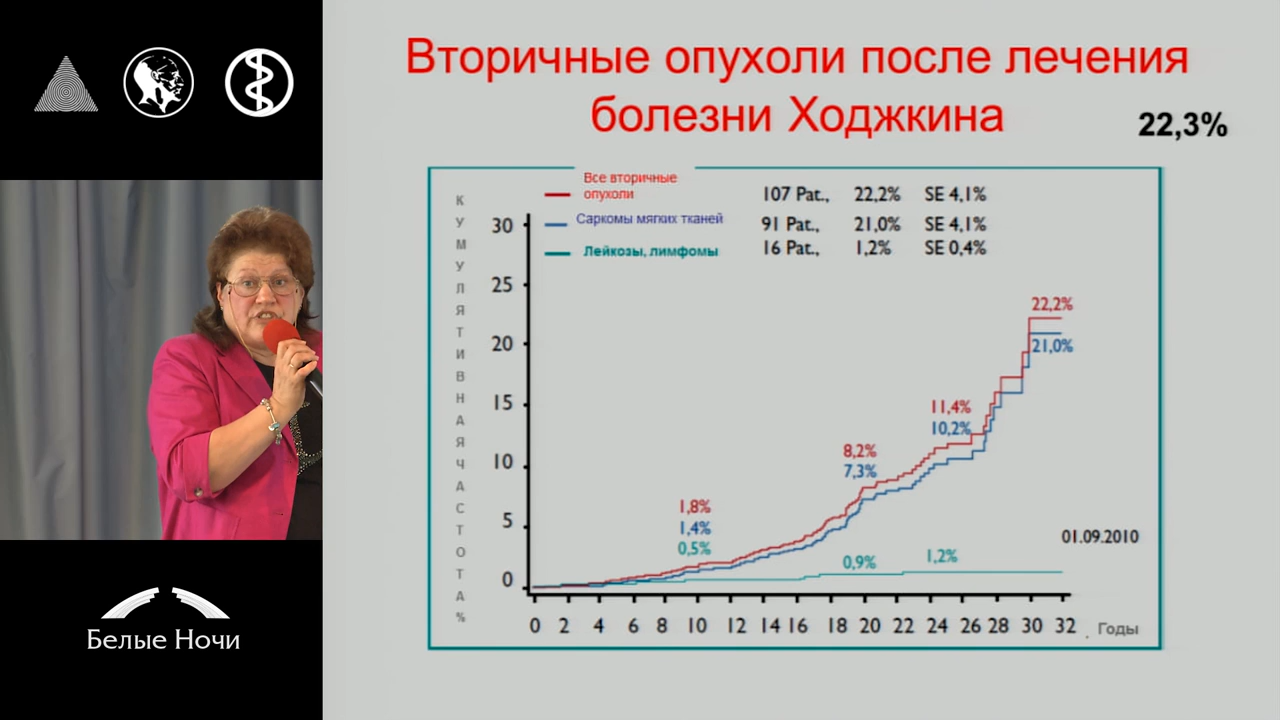 Вторичные опухоли после лечения
болезни Ходжкина
22,3%
КУМУЛЯТИВНАЯ ЧАСТОТА %
Все вторичные
опухоли
107 Pat., 22,2% SE 4,1%
Саркомы мягких тканей
91 Pat., 21,0% SE 4,1%
Лейкозы, лимфомы
16 Pat., 1,2% SE 0,4%
30
25
20
15
10
5
0
22,2%
21,0%
11,4%
10,2%
8,2%
7,3%
1,8%
1,4%
0,5%
0,9%
1,2%
01.09.2010
0 2 4 6 8 10 12 14 16 18 20 22 24 26 28 30 32 Годы
Белые Ночи